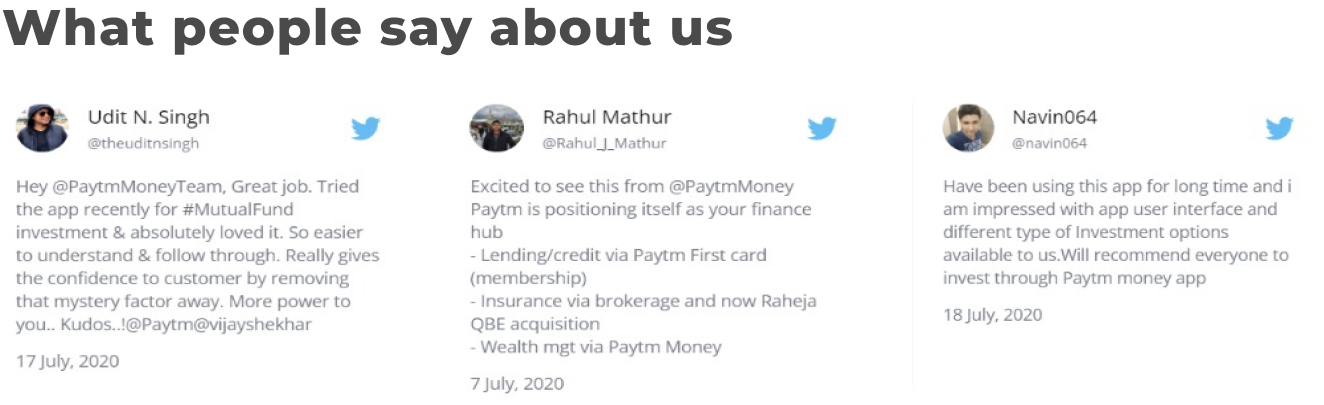 What people say about us
Udit N. Singh
@theuditnsingh
Hey @PaytmMoneyTeam, Great job. Tried
the app recently for #MutualFund
investment & absolutely loved it. So easier
to understand & follow through. Really gives
the confidence to customer by removing
that mystery factor away. More power to
you.. Kudos..!@Paytm@vijayshekhar
17 July, 2020
Rahul Mathur
@Rahul_J_Mathur
Excited to see this from @PaytmMoney
Paytm is positioning itself as your finance
hub
- Lending/credit via Paytm First card
(membership)
- Insurance via brokerage and now Raheja
QBE acquisition
- Wealth mgt via Paytm Money
7 July, 2020
Navin064
@navin064
Have been using this app for long time and i
am impressed with app user interface and
different type of Investment options
available to us.Will recommend everyone to
invest through Paytm money app
18 July, 2020